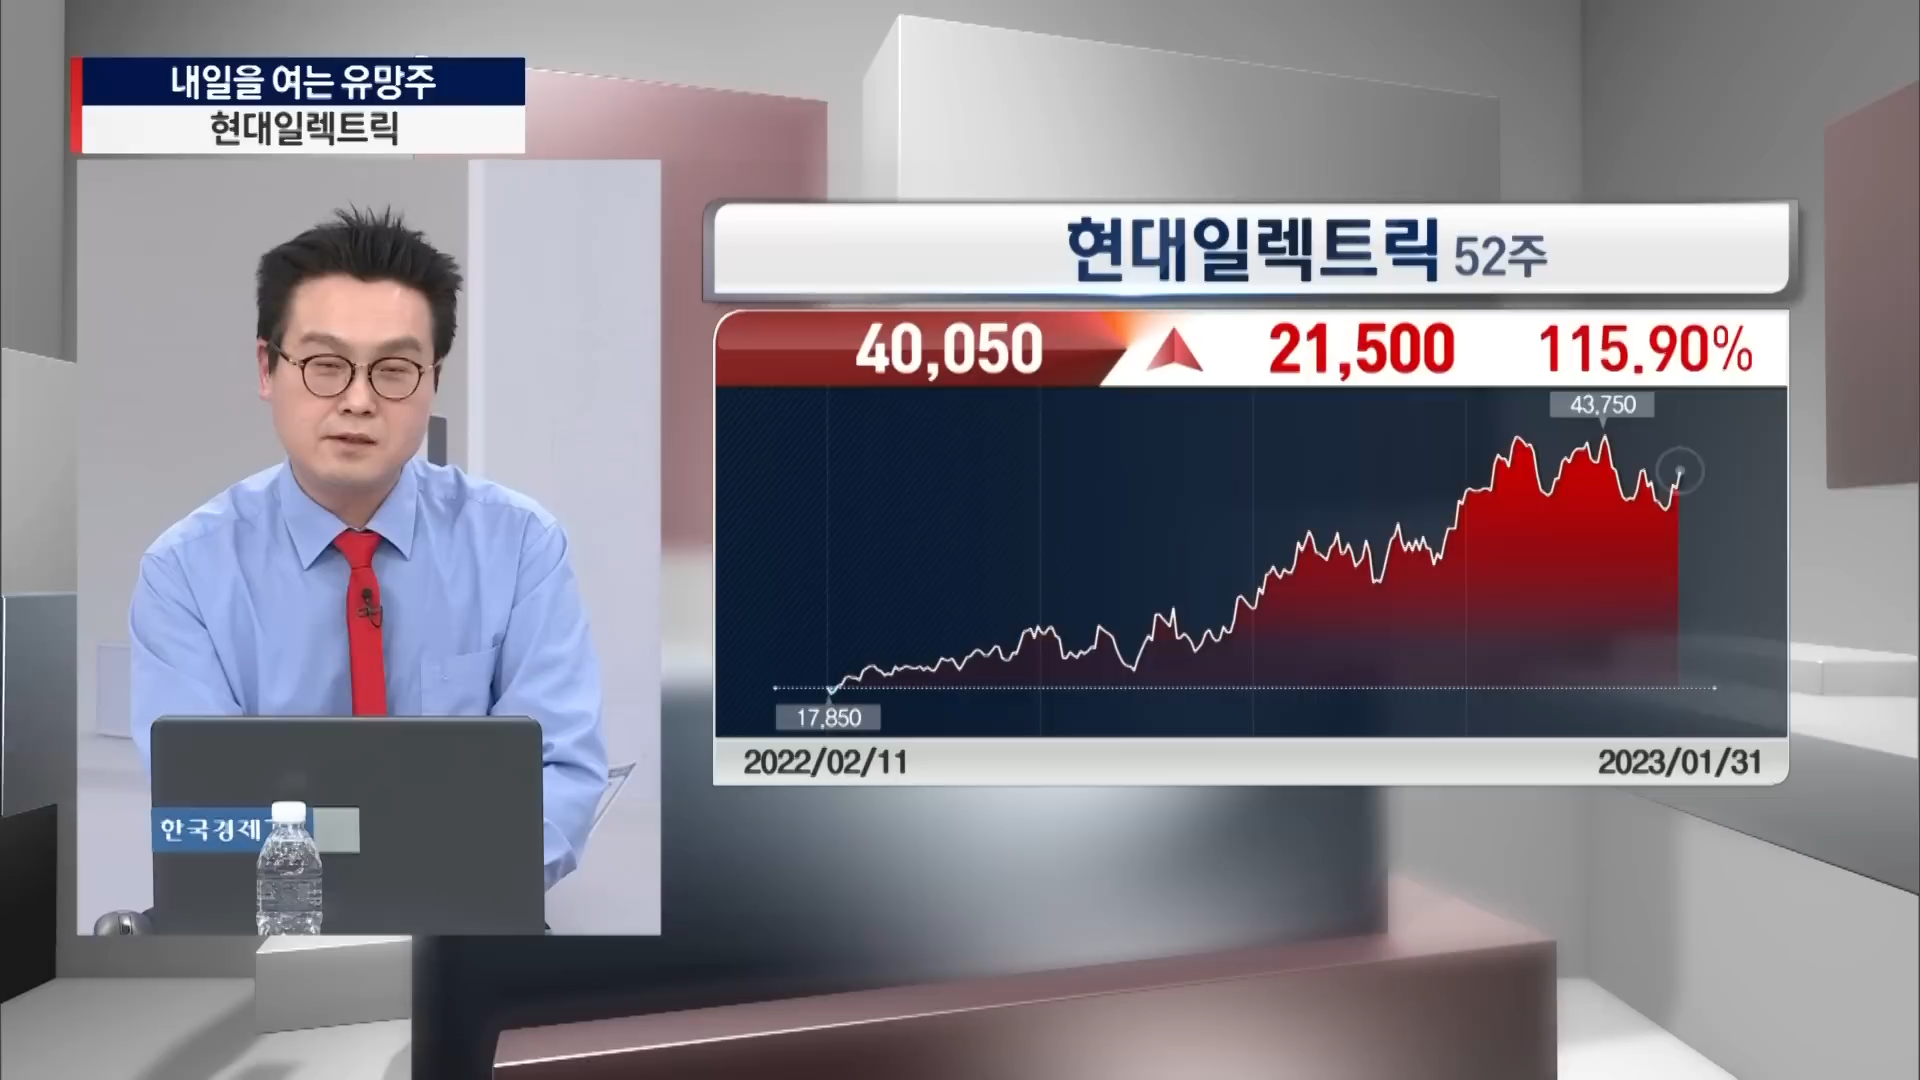 내일을 여는 유망주
현대일렉트릭
현대일렉트릭 52주
40,050 ▲ 21,500 115.90%
43,750
17,850
2022/02/11
2023/01/31
한국경제